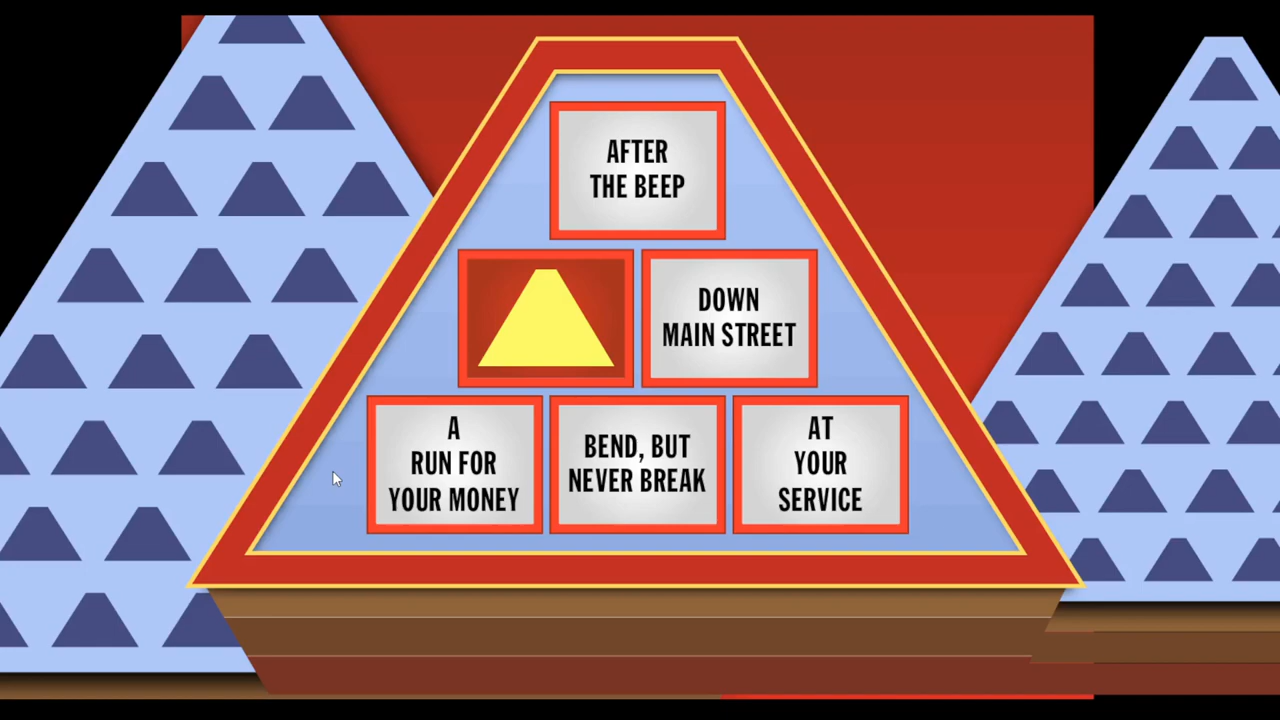 AFTER
THE BEEP
DOWN
MAIN STREET
A
RUN FOR
YOUR MONEY
BEND, BUT
NEVER BREAK
AT
YOUR
SERVICE